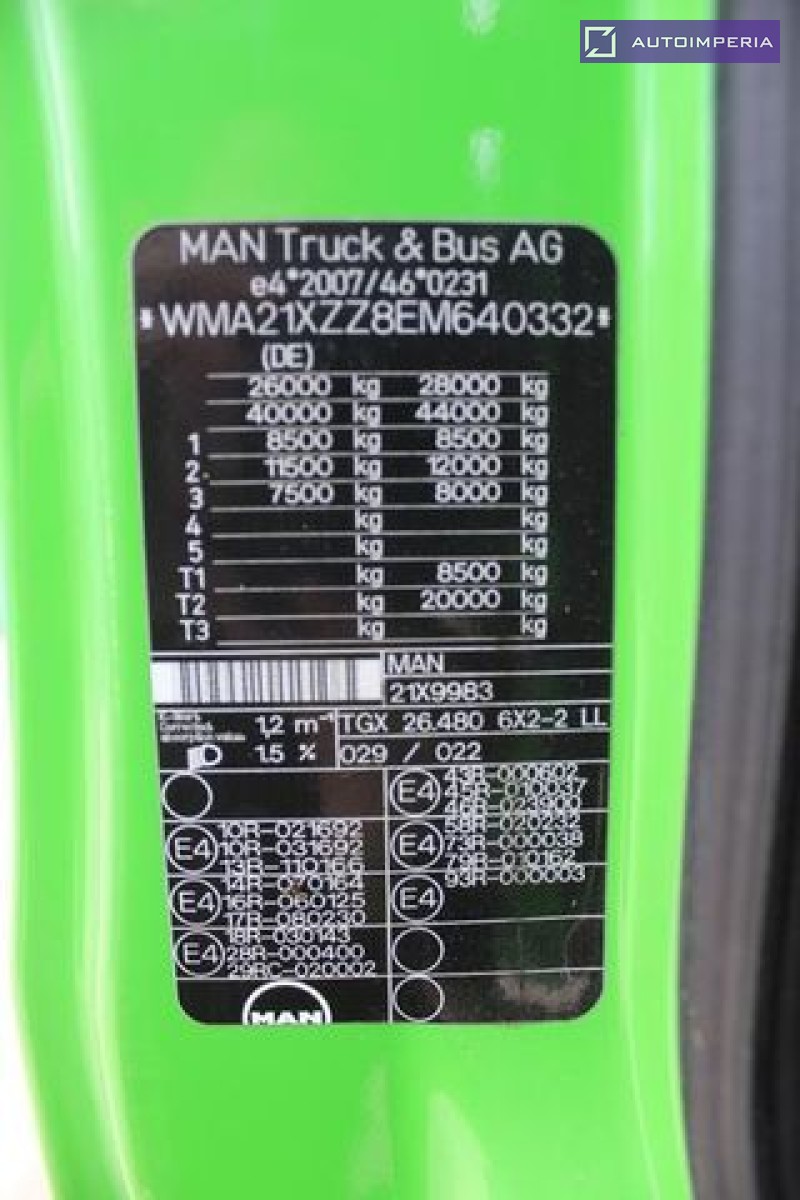 AUTOIMPERIA
MAN Truck & Bus AG
e4*2007/46*0231
*WMA21XZZ8EM640332*
(DE)
26000 kg 28000 kg
40000 kg 44000 kg
1 8500 kg 8500 kg
2 11500 kg 12000 kg
3 7500 kg 8000 kg
4 kg kg
5 kg kg
T1 kg 8500 kg
T2 kg 20000 kg
T3 kg kg
MAN
21X9983
1,2 m⁻¹ TGX 26.480 6X2-2 LL
1.5 % 029 / 022
E4 43R-000602
45R-010037
46R-023900
E4 10R-021692
10R-031692
13R-110166
E4 58R-020232
73R-000038
79R-010162
E4 14R-070164
16R-060125
17R-080230
E4 93R-000003
E4 18R-030143
28R-000400
29RC-020002
MAN